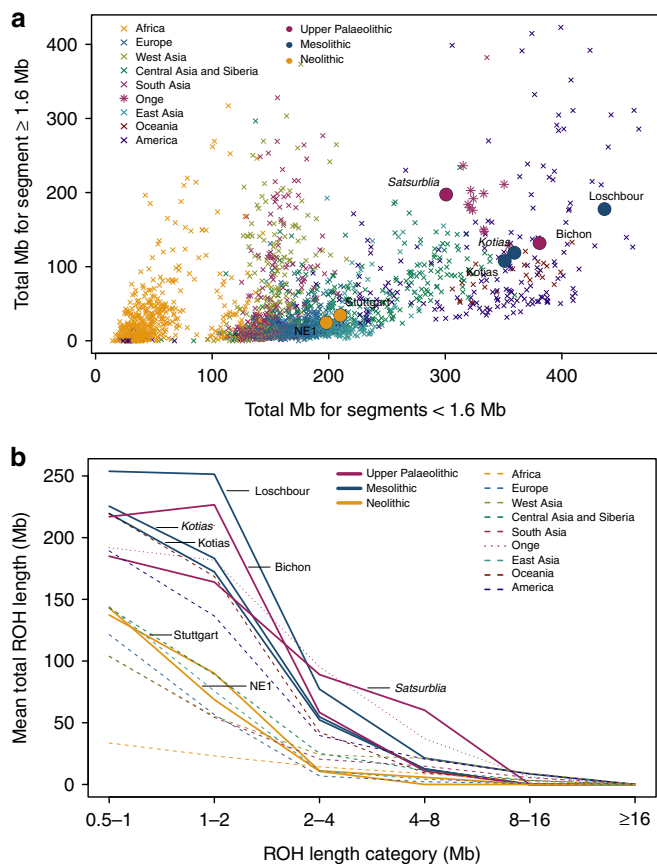 a
Total Mb for segment ≥ 1.6 Mb
400
300
200
100
0
0
100
200
300
400
Total Mb for segments < 1.6 Mb
Africa
Europe
West Asia
Central Asia and Siberia
South Asia
Onge
East Asia
Oceania
America
Upper Palaeolithic
Mesolithic
Neolithic
Satsurblia
Loschbour
Bichon
Kotias
Kotias
Stuttgart
NE1
b
Mean total ROH length (Mb)
250
200
150
100
50
0
0.5–1
1–2
2–4
4–8
8–16
≥16
ROH length category (Mb)
Upper Palaeolithic
Mesolithic
Neolithic
Africa
Europe
West Asia
Central Asia and Siberia
South Asia
Onge
East Asia
Oceania
America
Loschbour
Kotias
Kotias
Bichon
Stuttgart
NE1
Satsurblia